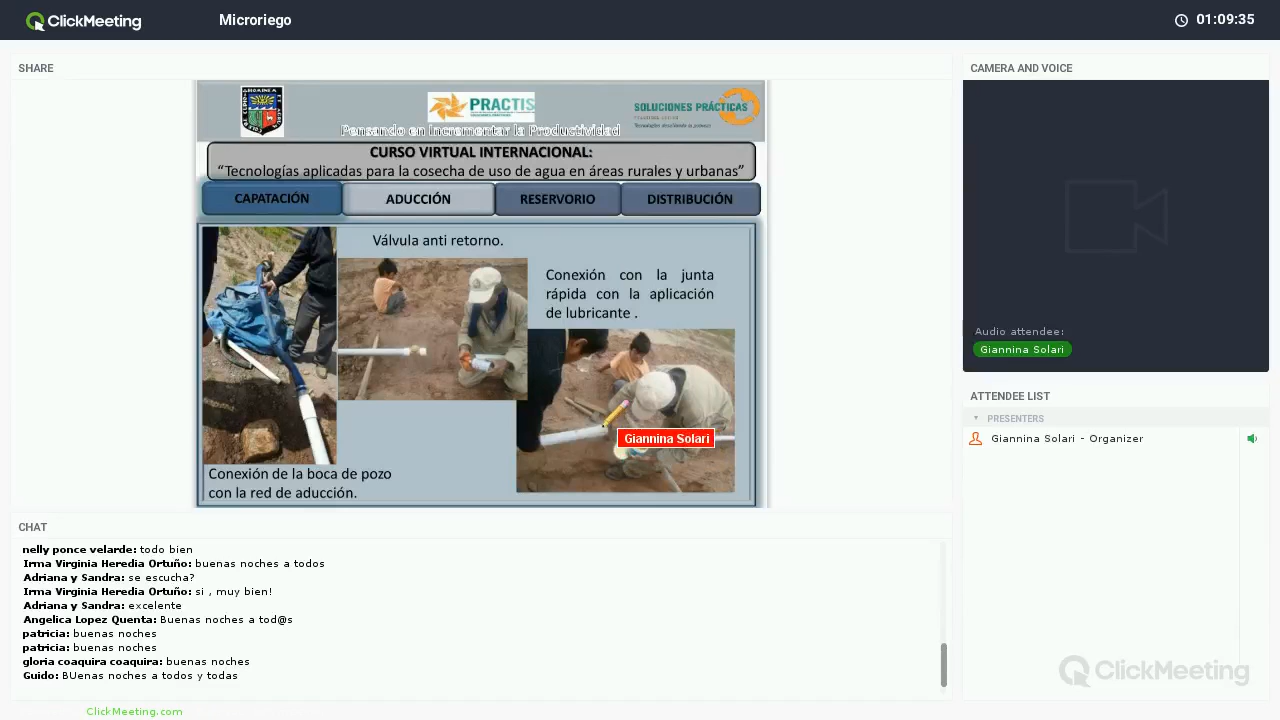 ClickMeeting
Microriego
01:09:35
SHARE
CAMERA AND VOICE
PRACTIS
SOLUCIONES PRÁCTICAS
Pensando en Incrementar la Productividad
CURSO VIRTUAL INTERNACIONAL:
“Tecnologías aplicadas para la cosecha de uso de agua en áreas rurales y urbanas”
CAPATACIÓN
ADUCCIÓN
RESERVORIO
DISTRIBUCIÓN
Válvula anti retorno.
Conexión con la junta
rápida con la aplicación
de lubricante .
Giannina Solari
Conexión de la boca de pozo
con la red de aducción.
Audio attendee:
Giannina Solari
ATTENDEE LIST
PRESENTERS
Giannina Solari - Organizer
CHAT
nelly ponce velarde: todo bien
Irma Virginia Heredia Ortuño: buenas noches a todos
Adriana y Sandra: se escucha?
Irma Virginia Heredia Ortuño: si , muy bien!
Adriana y Sandra: excelente
Angelica Lopez Quenta: Buenas noches a tod@s
patricia: buenas noches
patricia: buenas noches
gloria coaquira coaquira: buenas noches
Guido: BUenas noches a todos y todas
ClickMeeting
ClickMeeting.com